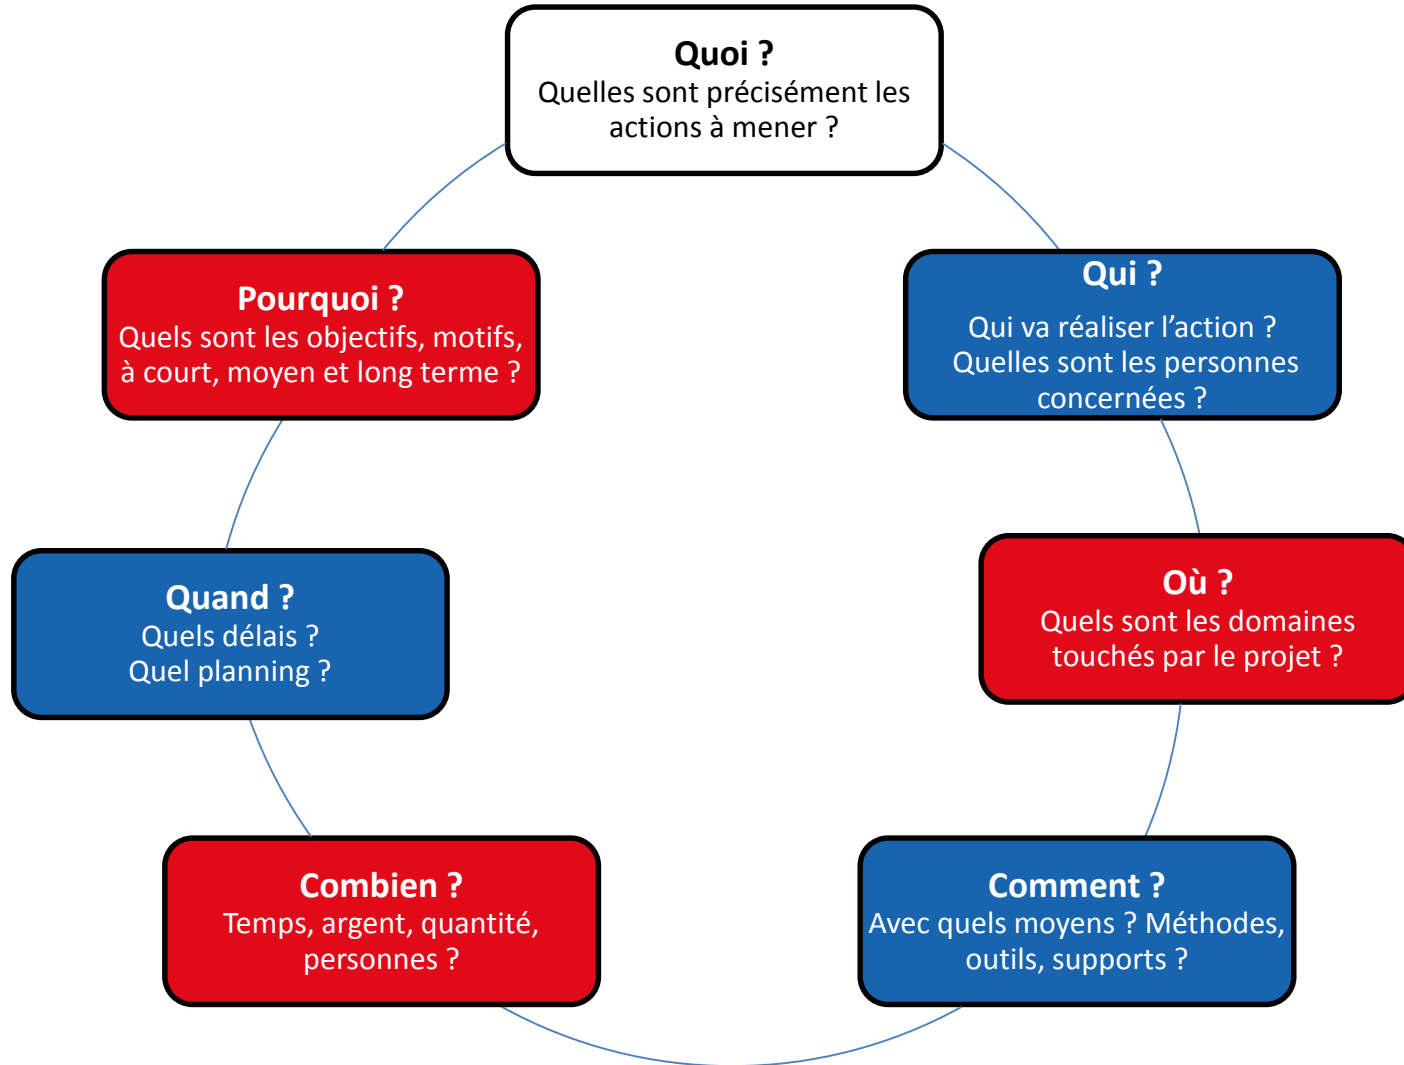 Quoi ?
Quelles sont précisément les
actions à mener ?
Pourquoi ?
Quels sont les objectifs, motifs,
à court, moyen et long terme ?
Qui ?
Qui va réaliser l’action ?
Quelles sont les personnes
concernées ?
Quand ?
Quels délais ?
Quel planning ?
Où ?
Quels sont les domaines
touchés par le projet ?
Combien ?
Temps, argent, quantité,
personnes ?
Comment ?
Avec quels moyens ? Méthodes,
outils, supports ?